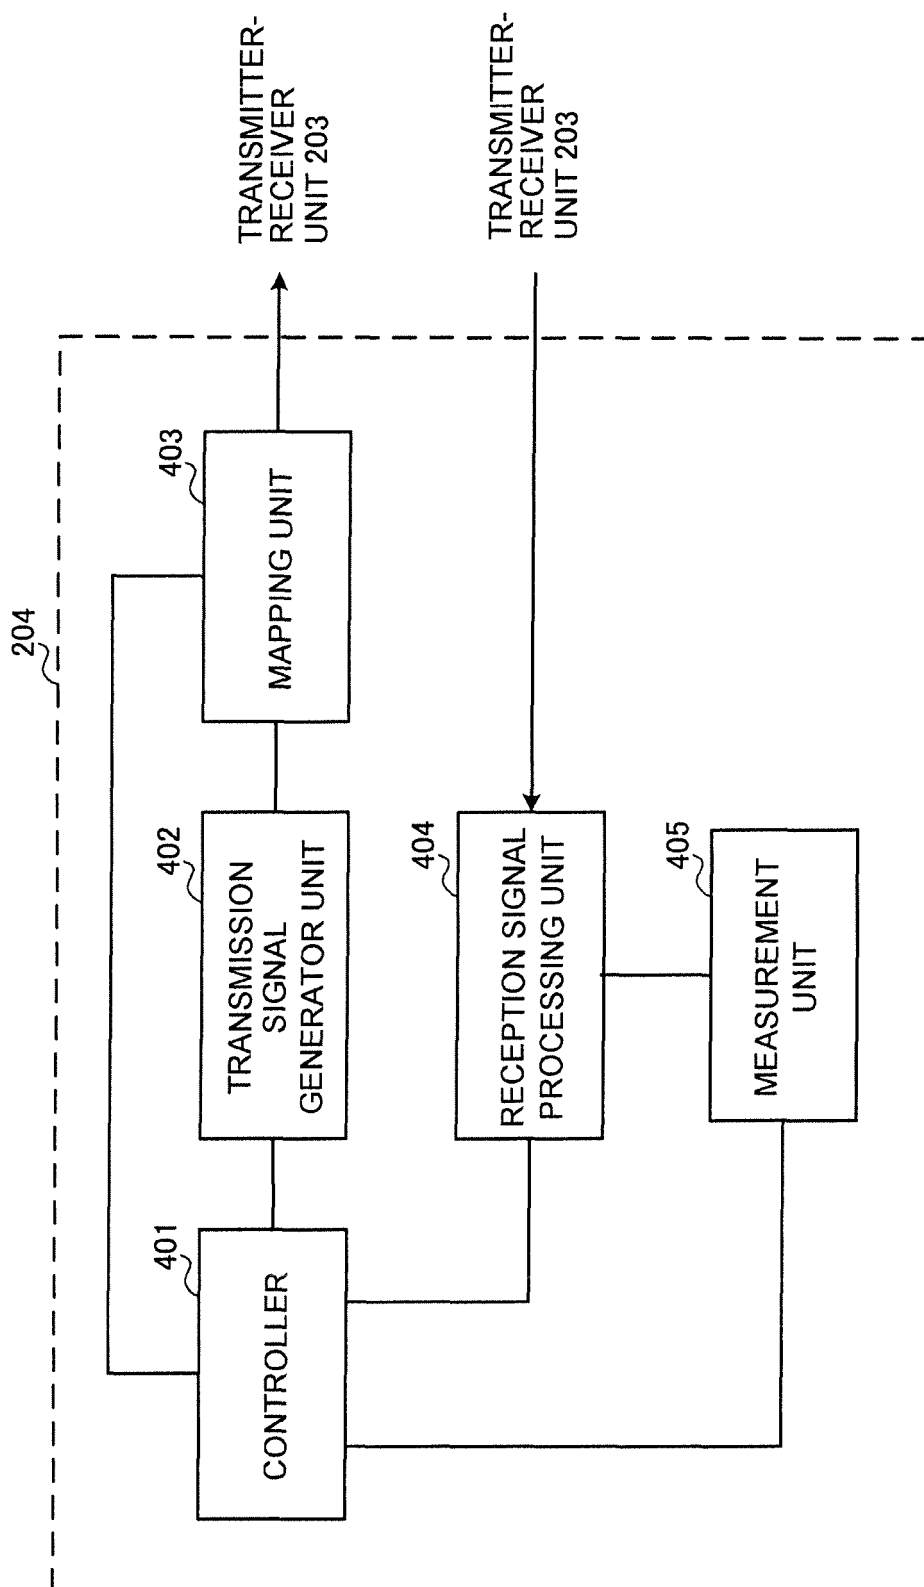 204
401
CONTROLLER
402
TRANSMISSION
SIGNAL
GENERATOR UNIT
403
MAPPING UNIT
TRANSMITTER-
RECEIVER
UNIT 203
404
RECEPTION SIGNAL
PROCESSING UNIT
TRANSMITTER-
RECEIVER
UNIT 203
405
MEASUREMENT
UNIT